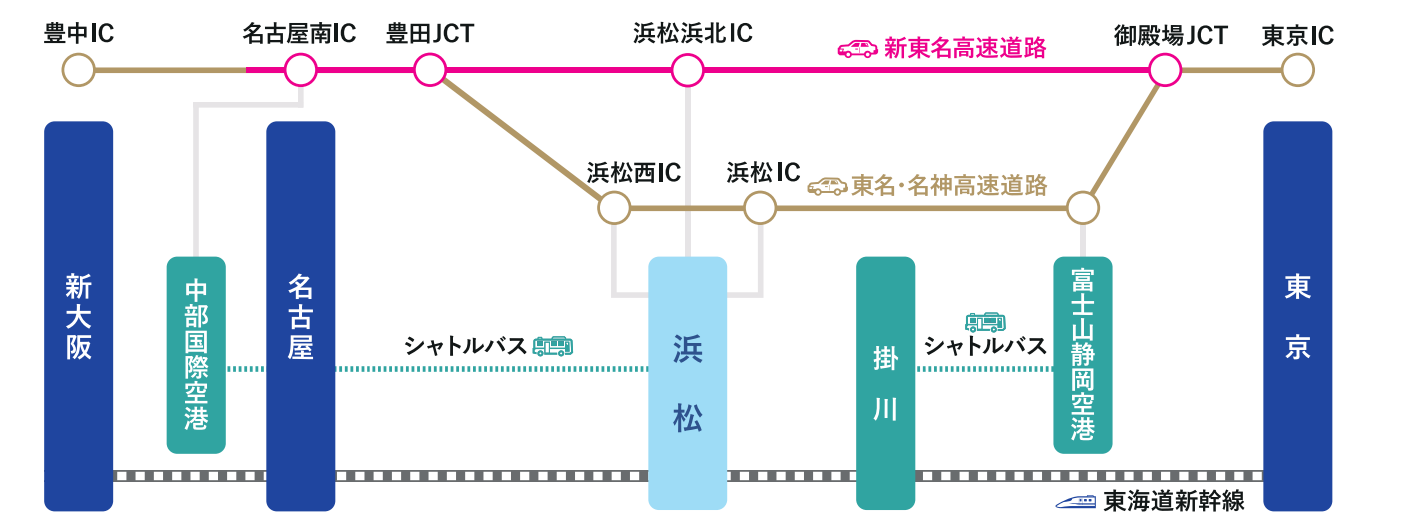 豊中IC
名古屋南IC
豊田JCT
浜松浜北IC
新東名高速道路
御殿場JCT
東京IC
浜松西IC
浜松IC
東名・名神高速道路
新大阪
中部国際空港
名古屋
シャトルバス
浜松
掛川
シャトルバス
富士山静岡空港
東京
東海道新幹線